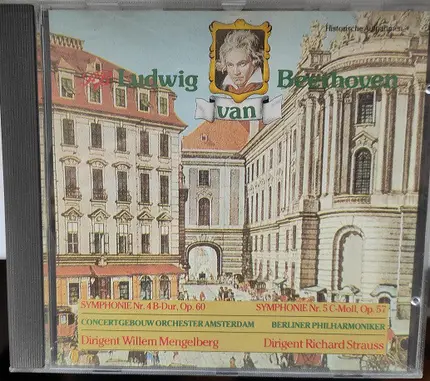 Historische Aufnahmen
Ludwig
van
Beethoven
SYMPHONIE Nr. 4 B-Dur, Op. 60
SYMPHONIE Nr. 5 C-Moll, Op. 57
CONCERTGEBOUW ORCHESTER AMSTERDAM
BERLINER PHILHARMONIKER
Dirigent Willem Mengelberg
Dirigent Richard Strauss